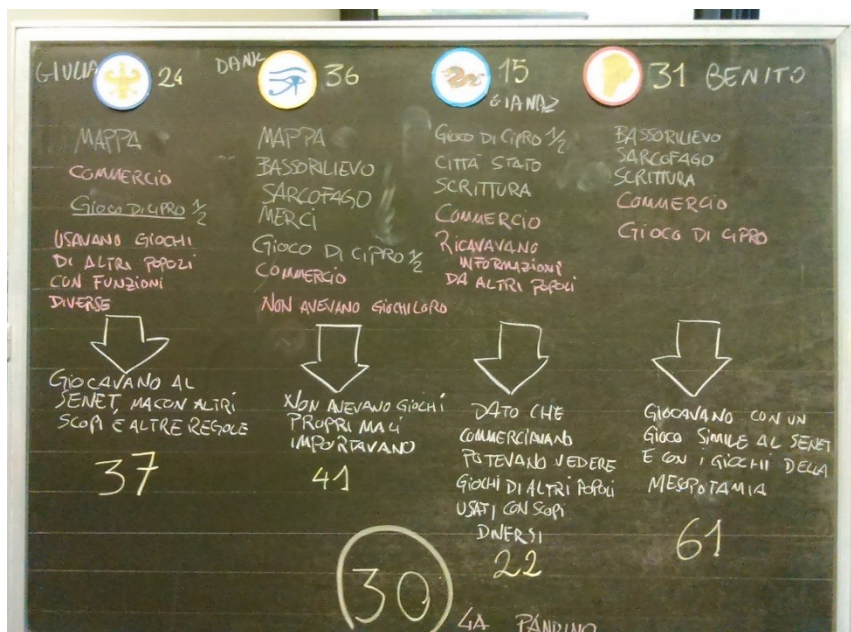 GIULIA 24
MAPPA
COMMERCIO
GIOCO DI CIPRO 1/2
USAVANO GIOCHI
DI ALTRI POPOLI
CON FUNZIONI
DIVERSE
GIOCAVANO AL
SENET, MA CON ALTRI
SCOPI E ALTRE REGOLE
37
DANK 36
MAPPA
BASSORILIEVO
SARCOFAGO
MERCI
GIOCO DI CIPRO 1/2
COMMERCIO
NON AVEVANO GIOCHI LORO
NON AVEVANO GIOCHI
PROPRI MA LI
IMPORTAVANO
41
15
GIANAZ
GIOCO DI CIPRO 1/2
CITTÀ STATO
SCRITTURA
COMMERCIO
RICAVAVANO
INFORMAZIONI
DA ALTRI POPOLI
DATO CHE
COMMERCIAVANO
POTEVANO VEDERE
GIOCHI DI ALTRI POPOLI
USATI CON SCOPI
DIVERSI
22
31 BENITO
BASSORILIEVO
SARCOFAGO
SCRITTURA
COMMERCIO
GIOCO DI CIPRO
GIOCAVANO CON UN
GIOCO SIMILE AL SENET
E CON I GIOCHI DELLA
MESOPOTAMIA
61
30
4A PANDINO